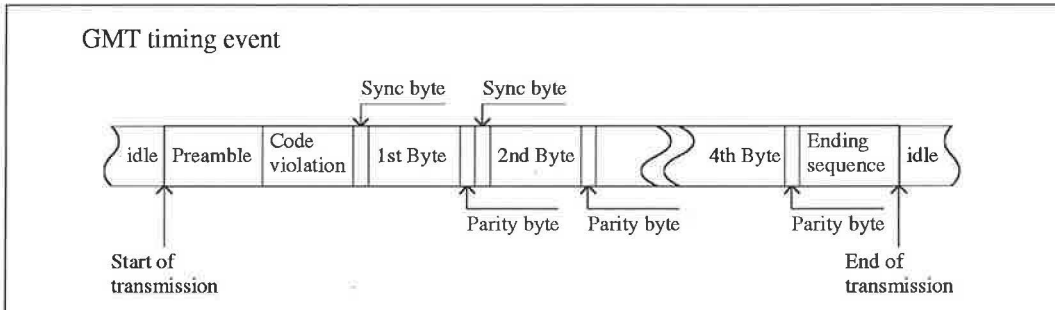 GMT timing event
Sync byte
Sync byte
idle
Preamble
Code
violation
1st Byte
2nd Byte
4th Byte
Ending
sequence
idle
Parity byte
Parity byte
Parity byte
Start of
transmission
End of
transmission